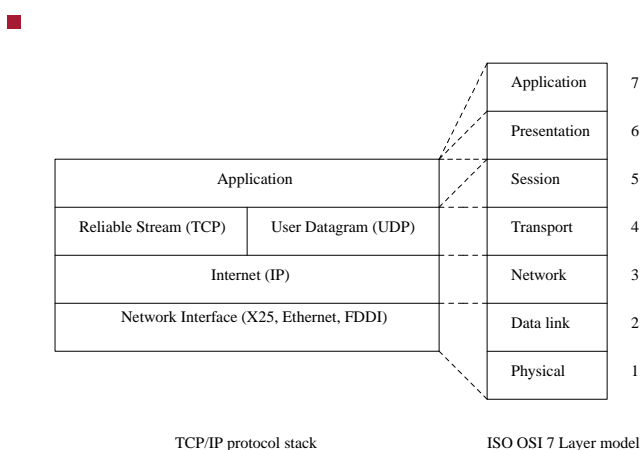 Application 7
Presentation 6
Application Session 5
Reliable Stream (TCP) User Datagram (UDP) Transport 4
Internet (IP) Network 3
Network Interface (X25, Ethernet, FDDI) Data link 2
Physical 1
TCP/IP protocol stack ISO OSI 7 Layer model